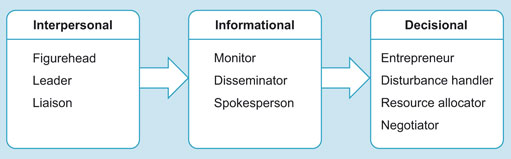 Interpersonal
Figurehead
Leader
Liaison
Informational
Monitor
Disseminator
Spokesperson
Decisional
Entrepreneur
Disturbance handler
Resource allocator
Negotiator